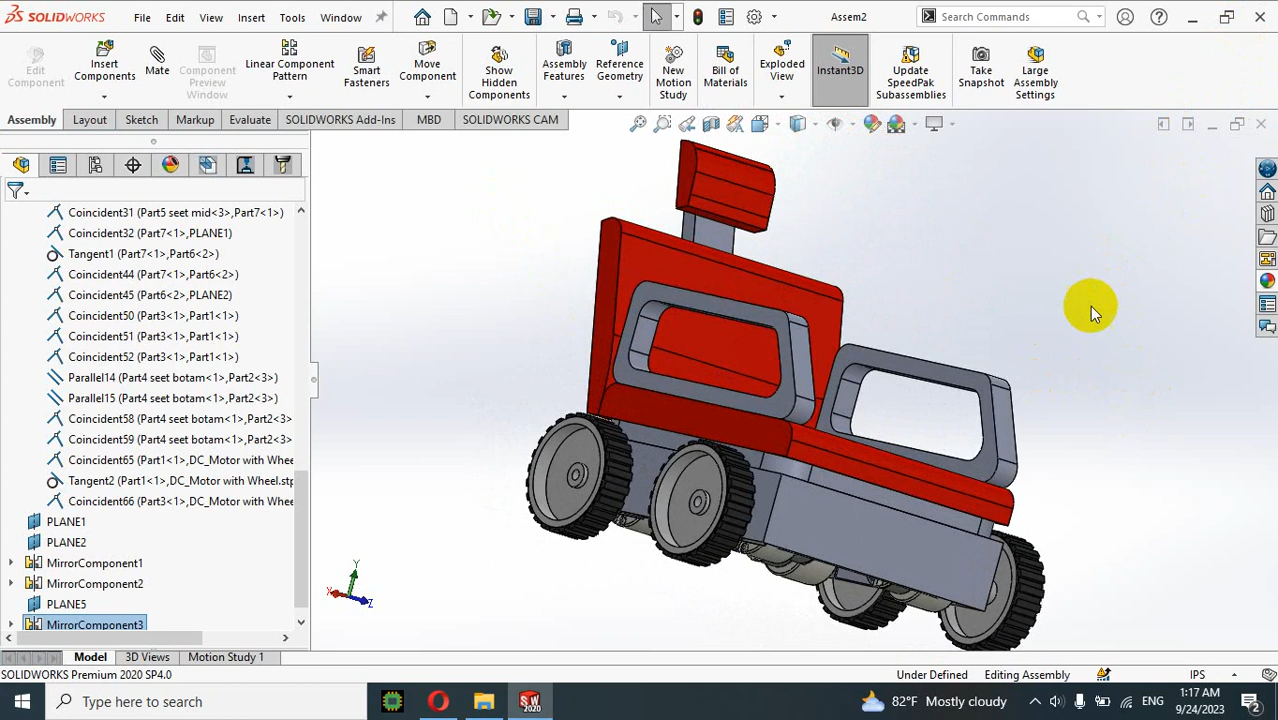 SOLIDWORKS
File
Edit
View
Insert
Tools
Window
Assem2
Search Commands
Edit
Component
Insert
Components
Mate
Component
Preview
Window
Linear Component
Pattern
Smart
Fasteners
Move
Component
Show
Hidden
Components
Assembly
Features
Reference
Geometry
New
Motion
Study
Bill of
Materials
Exploded
View
Instant3D
Update
SpeedPak
Subassemblies
Take
Snapshot
Large
Assembly
Settings
Assembly
Layout
Sketch
Markup
Evaluate
SOLIDWORKS Add-Ins
MBD
SOLIDWORKS CAM
Coincident31 (Part5 seet mid<3>,Part7<1>)
Coincident32 (Part7<1>,PLANE1)
Tangent1 (Part7<1>,Part6<2>)
Coincident44 (Part7<1>,Part6<2>)
Coincident45 (Part6<2>,PLANE2)
Coincident50 (Part3<1>,Part1<1>)
Coincident51 (Part3<1>,Part1<1>)
Coincident52 (Part3<1>,Part1<1>)
Parallel14 (Part4 seet botam<1>,Part2<3>)
Parallel15 (Part4 seet botam<1>,Part2<3>)
Coincident58 (Part4 seet botam<1>,Part2<3>
Coincident59 (Part4 seet botam<1>,Part2<3>
Coincident65 (Part1<1>,DC_Motor with Whee
Tangent2 (Part1<1>,DC_Motor with Wheel.stp
Coincident66 (Part3<1>,DC_Motor with Whee
PLANE1
PLANE2
MirrorComponent1
MirrorComponent2
PLANE5
MirrorComponent3
Y
X
Z
Model
3D Views
Motion Study 1
SOLIDWORKS Premium 2020 SP4.0
Under Defined
Editing Assembly
IPS
Type here to search
SW
2020
82°F Mostly cloudy
ENG
1:17 AM
9/24/2023
2